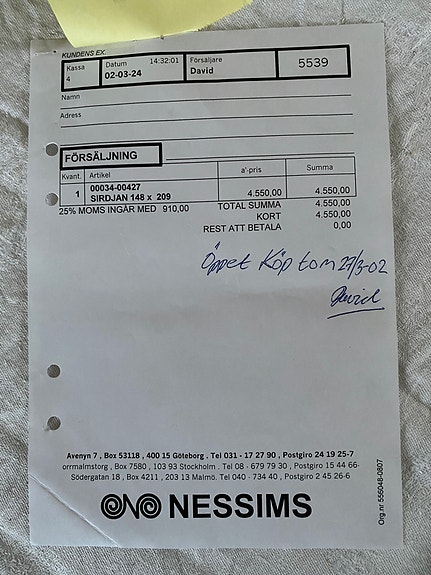 KUNDENS EX.
Kassa Datum 14:32:01 Försäljare 5539
4 02-03-24 David
Namn
Adress
FÖRSÄLJNING
Kvant. Artikel a'-pris Summa
1 00034-00427
SIRDJAN 148 x 209 4.550,00 4.550,00
25% MOMS INGÅR MED 910,00 TOTAL SUMMA 4.550,00
KORT 4.550,00
REST ATT BETALA 0,00
Öppet Köp tom 27/3-02
David
Avenyn 7 , Box 53118 , 400 15 Göteborg . Tel 031 - 17 27 90 , Postgiro 24 19 25-7
orrmalmstorg , Box 7580 , 103 93 Stockholm . Tel 08 - 679 79 30 , Postgiro 15 44 66-
Södergatan 18 , Box 4211 , 203 13 Malmö. Tel 040 - 734 40 , Postgiro 2 45 26-6
NESSIMS
Org.nr 556048-0807